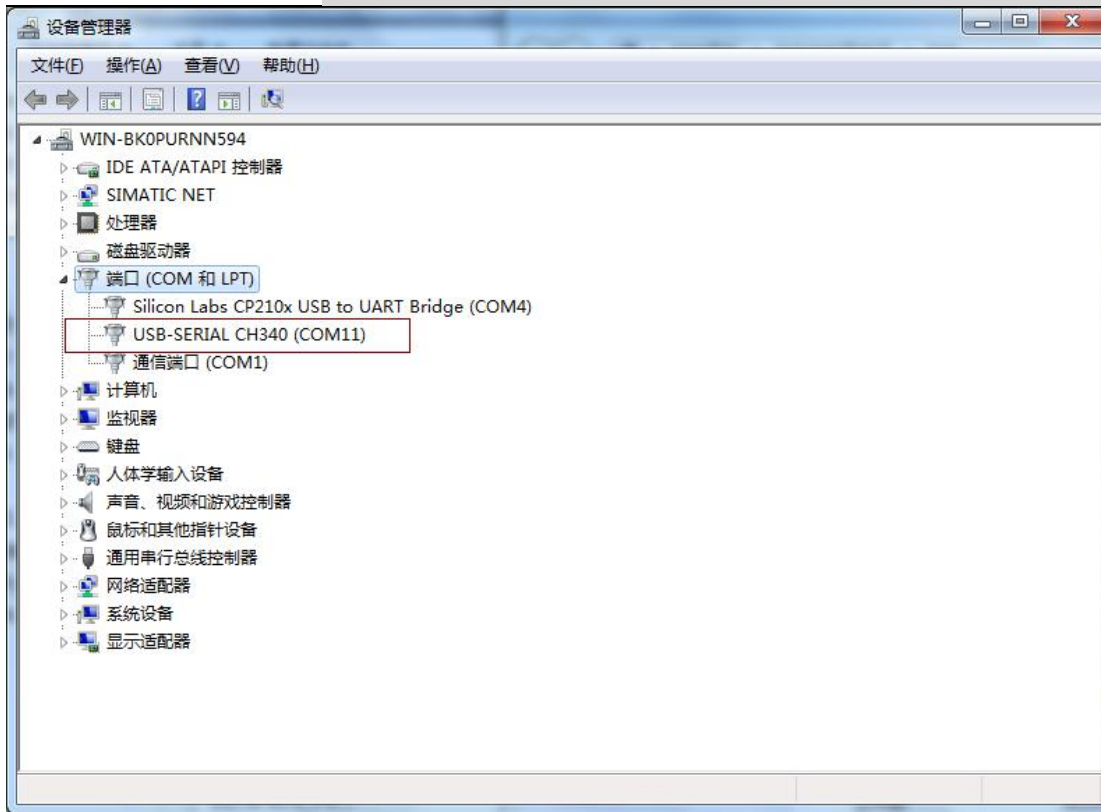 设备管理器
文件(F) 操作(A) 查看(V) 帮助(H)
WIN-BK0PURNN594
IDE ATA/ATAPI 控制器
SIMATIC NET
处理器
磁盘驱动器
端口 (COM 和 LPT)
Silicon Labs CP210x USB to UART Bridge (COM4)
USB-SERIAL CH340 (COM11)
通信端口 (COM1)
计算机
监视器
键盘
人体学输入设备
声音、视频和游戏控制器
鼠标和其他指针设备
通用串行总线控制器
网络适配器
系统设备
显示适配器